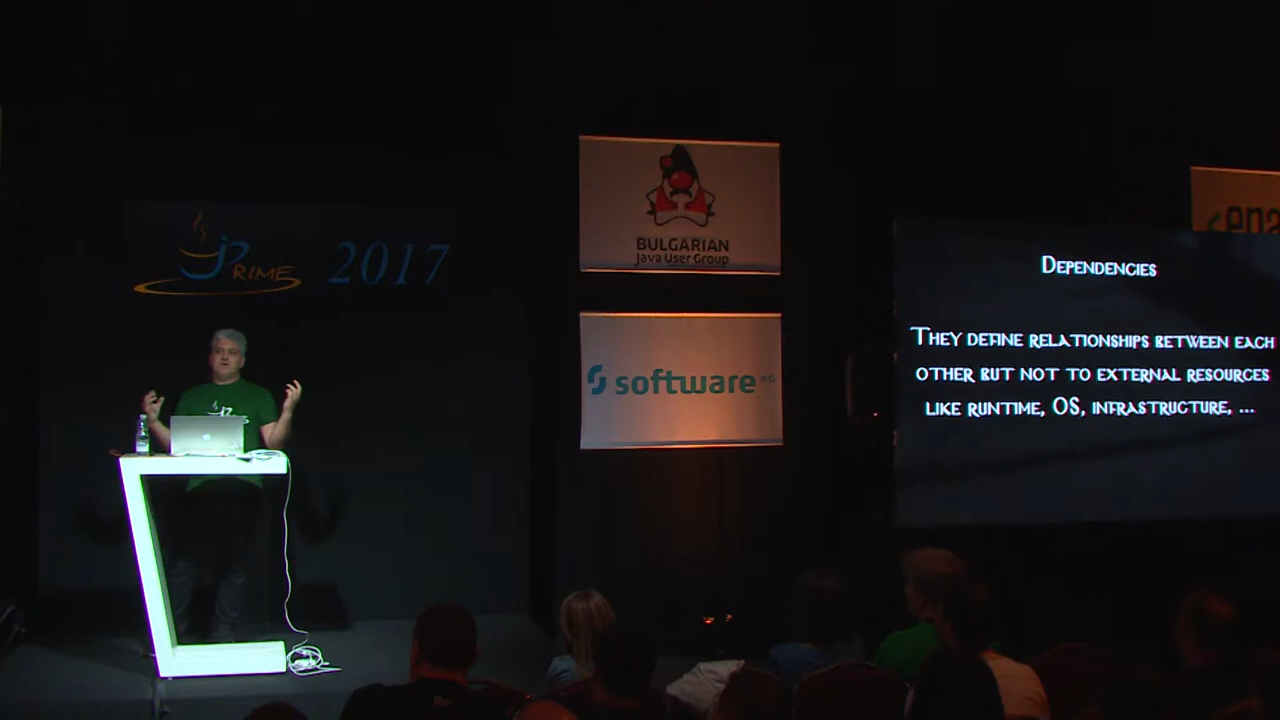 JPRIME 2017
BULGARIAN
Java User Group
software AG
ena
DEPENDENCIES
THEY DEFINE RELATIONSHIPS BETWEEN EACH
OTHER BUT NOT TO EXTERNAL RESOURCES
LIKE RUNTIME, OS, INFRASTRUCTURE, ...